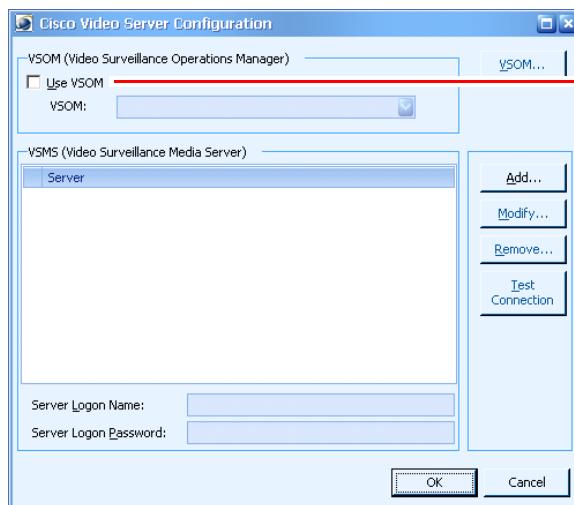 Cisco Video Server Configuration
VSOM (Video Surveillance Operations Manager)
VSOM...
Use VSOM
VSOM:
VSMS (Video Surveillance Media Server)
Server
Add...
Modify...
Remove...
Test
Connection
Server Logon Name:
Server Logon Password:
OK
Cancel